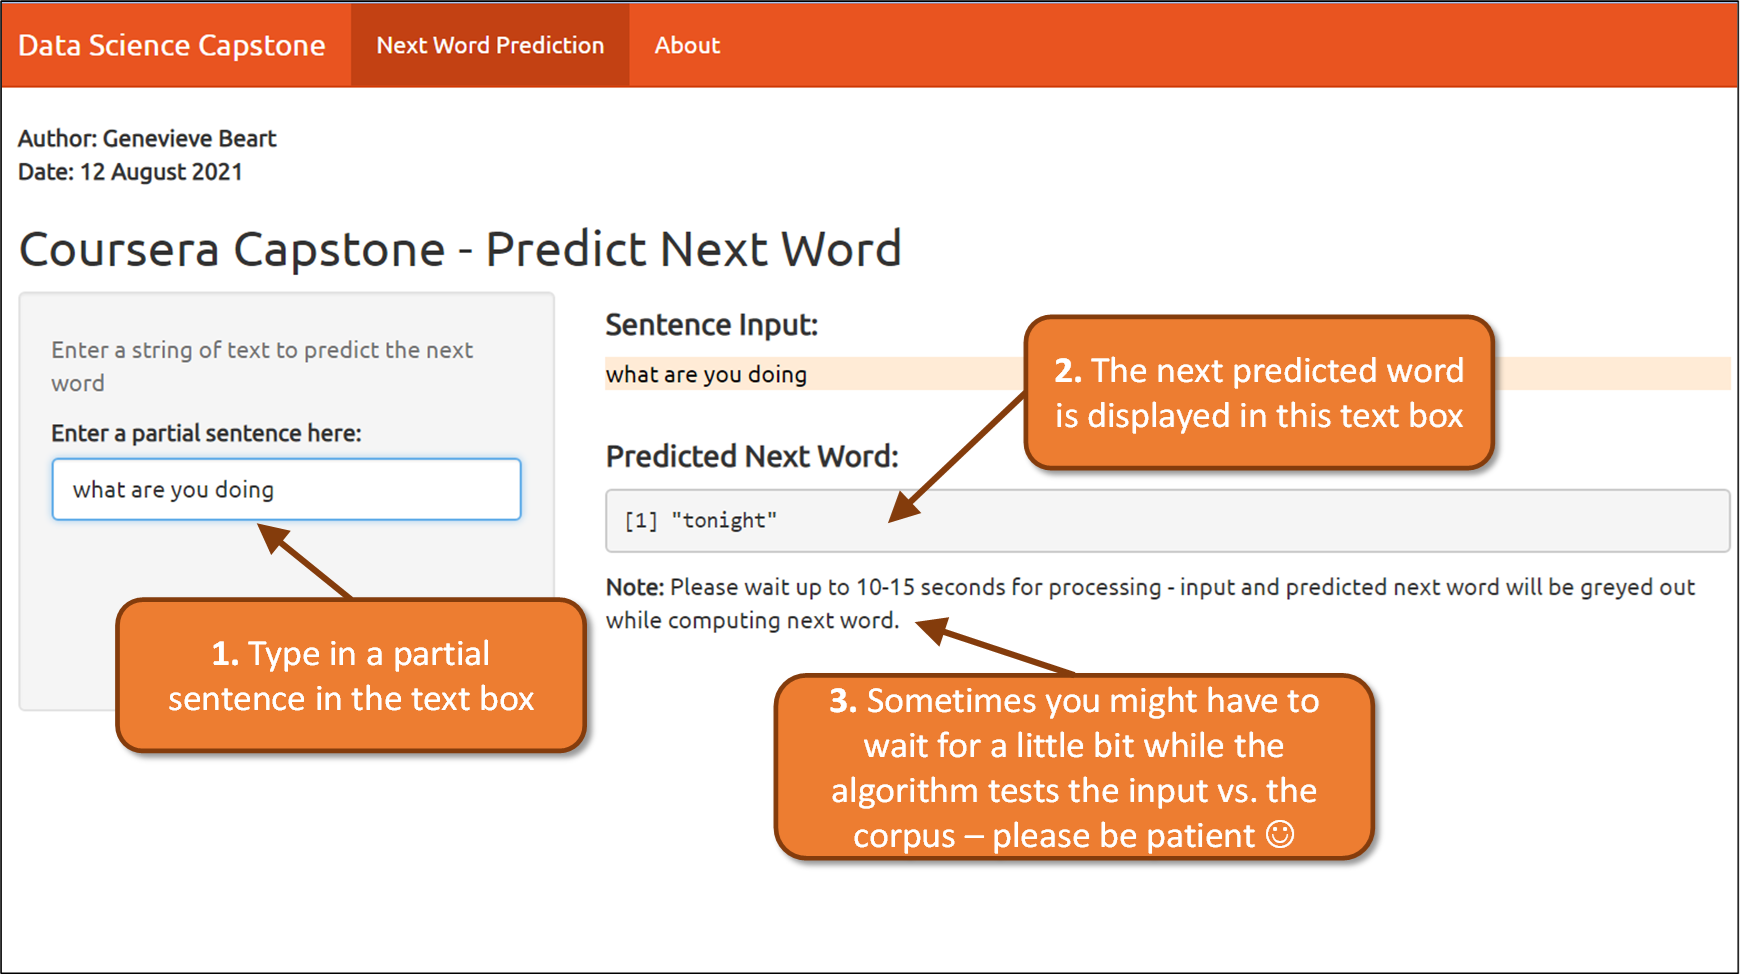 Data Science Capstone Next Word Prediction About
Author: Genevieve Beart
Date: 12 August 2021
Coursera Capstone - Predict Next Word
Enter a string of text to predict the next
word
Enter a partial sentence here:
what are you doing
1. Type in a partial
sentence in the text box
Sentence Input:
what are you doing
2. The next predicted word
is displayed in this text box
Predicted Next Word:
[1] "tonight"
Note: Please wait up to 10-15 seconds for processing - input and predicted next word will be greyed out
while computing next word.
3. Sometimes you might have to
wait for a little bit while the
algorithm tests the input vs. the
corpus – please be patient ☺